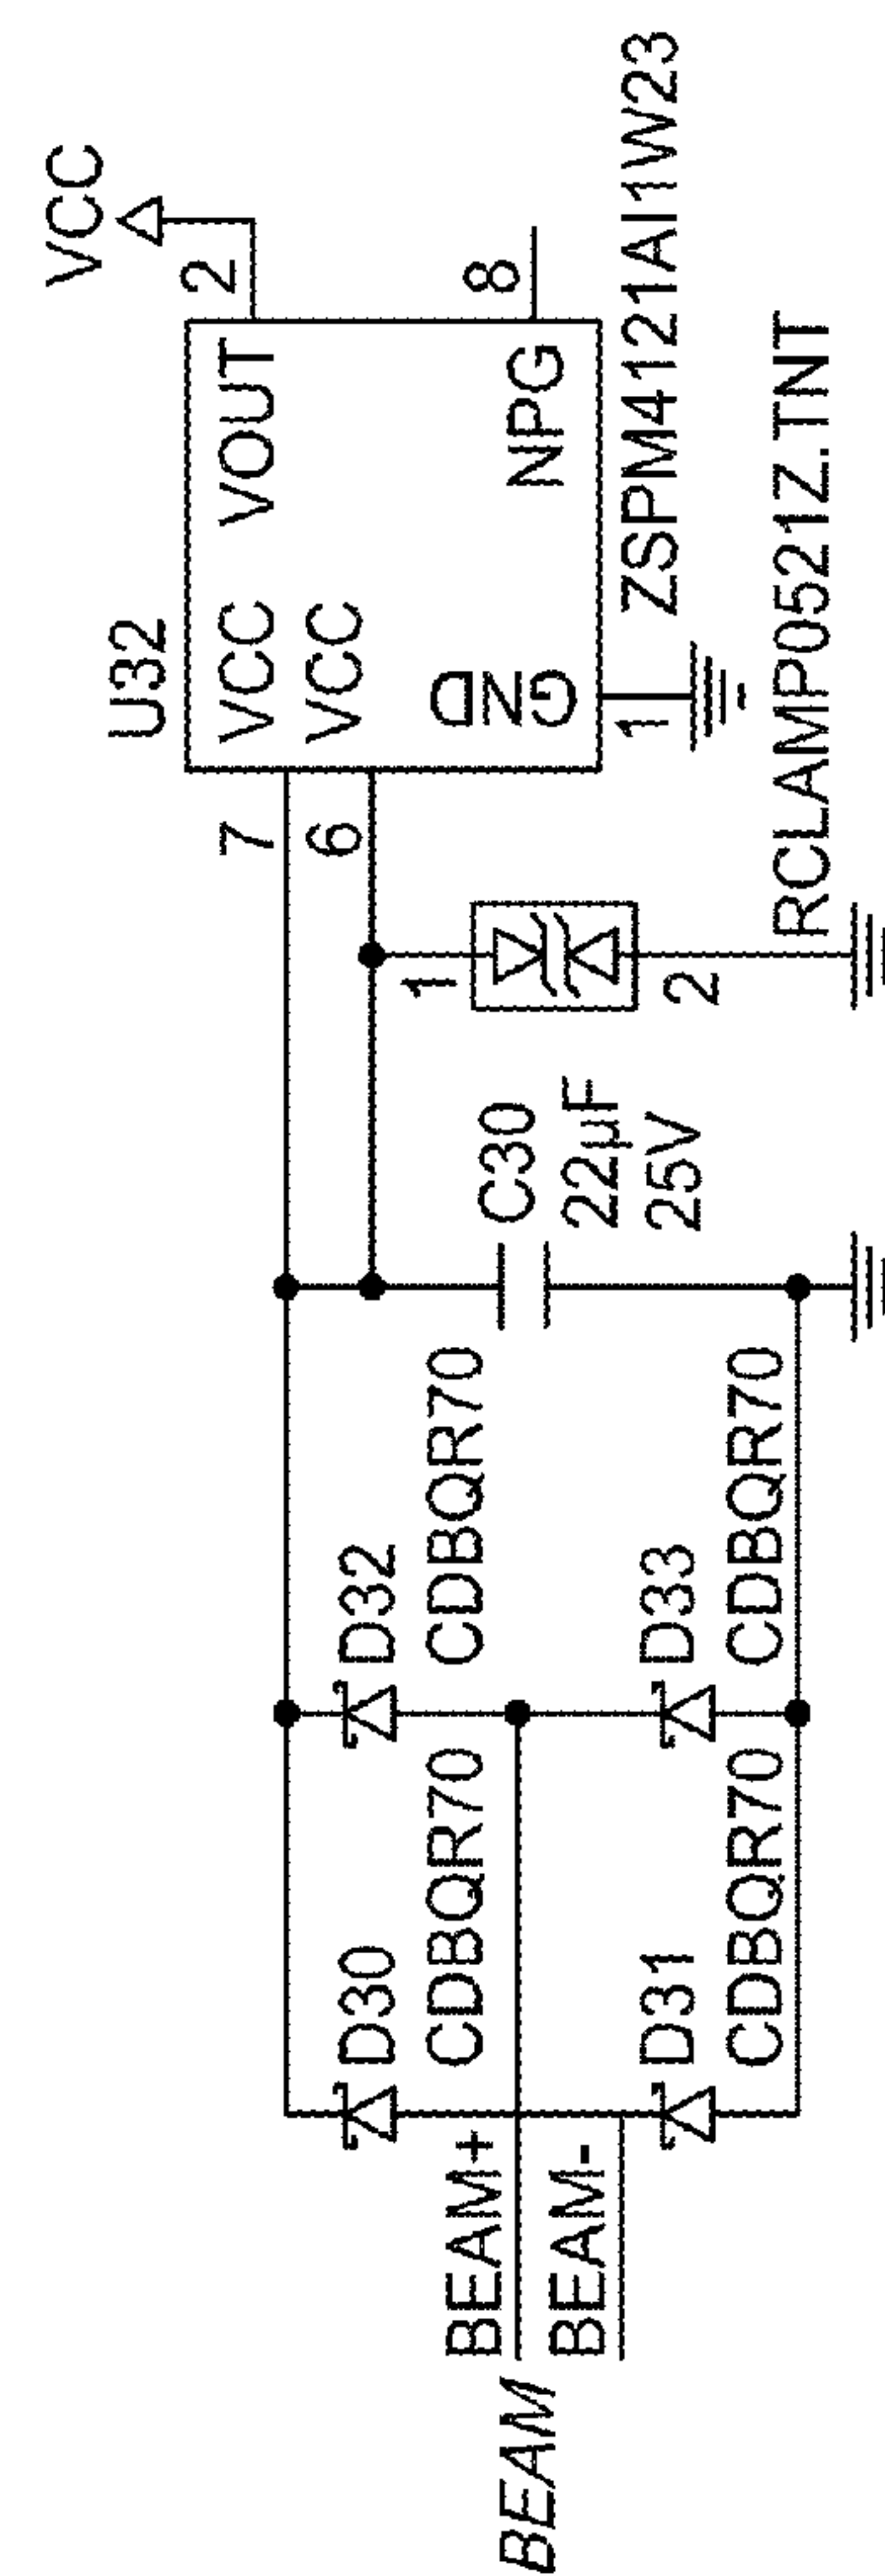 BEAM
BEAM+
BEAM-
D30
CDBQR70
D31
CDBQR70
D32
CDBQR70
D33
CDBQR70
C30
22µF
25V
1
2
RCLAMP0521Z.TNT
7
6
U32
VCC
VCC
GND
1
VOUT
NPG
2
8
VCC
ZSPM4121AI1W23